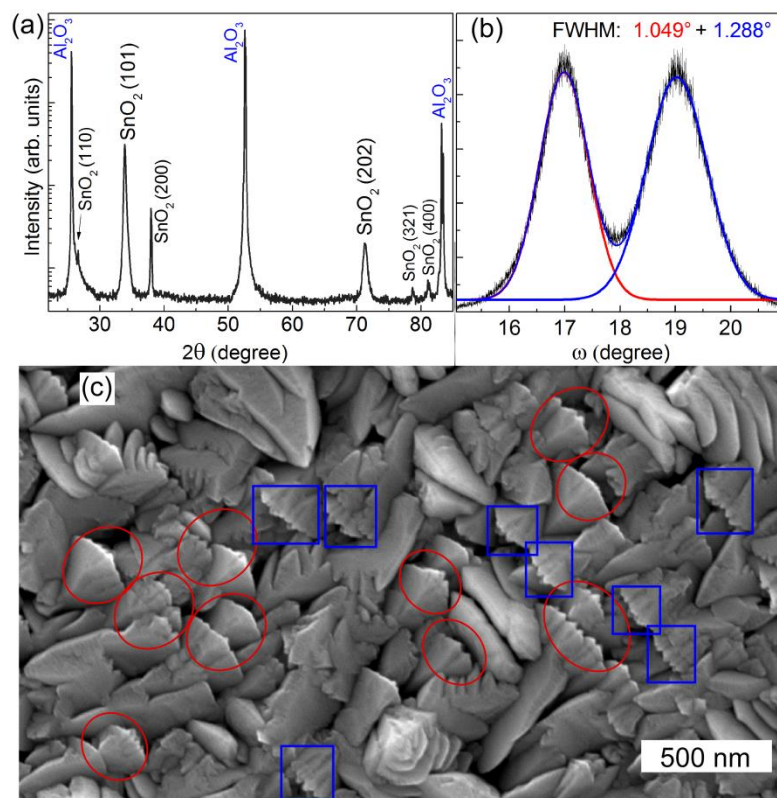 (a)
Al₂O₃
SnO₂ (110)
SnO₂ (101)
SnO₂ (200)
Al₂O₃
SnO₂ (202)
SnO₂ (321)
SnO₂ (400)
Al₂O₃
Intensity (arb. units)
30 40 50 60 70 80
2θ (degree)
(b) FWHM: 1.049° + 1.288°
16 17 18 19 20
ω (degree)
(c)
500 nm